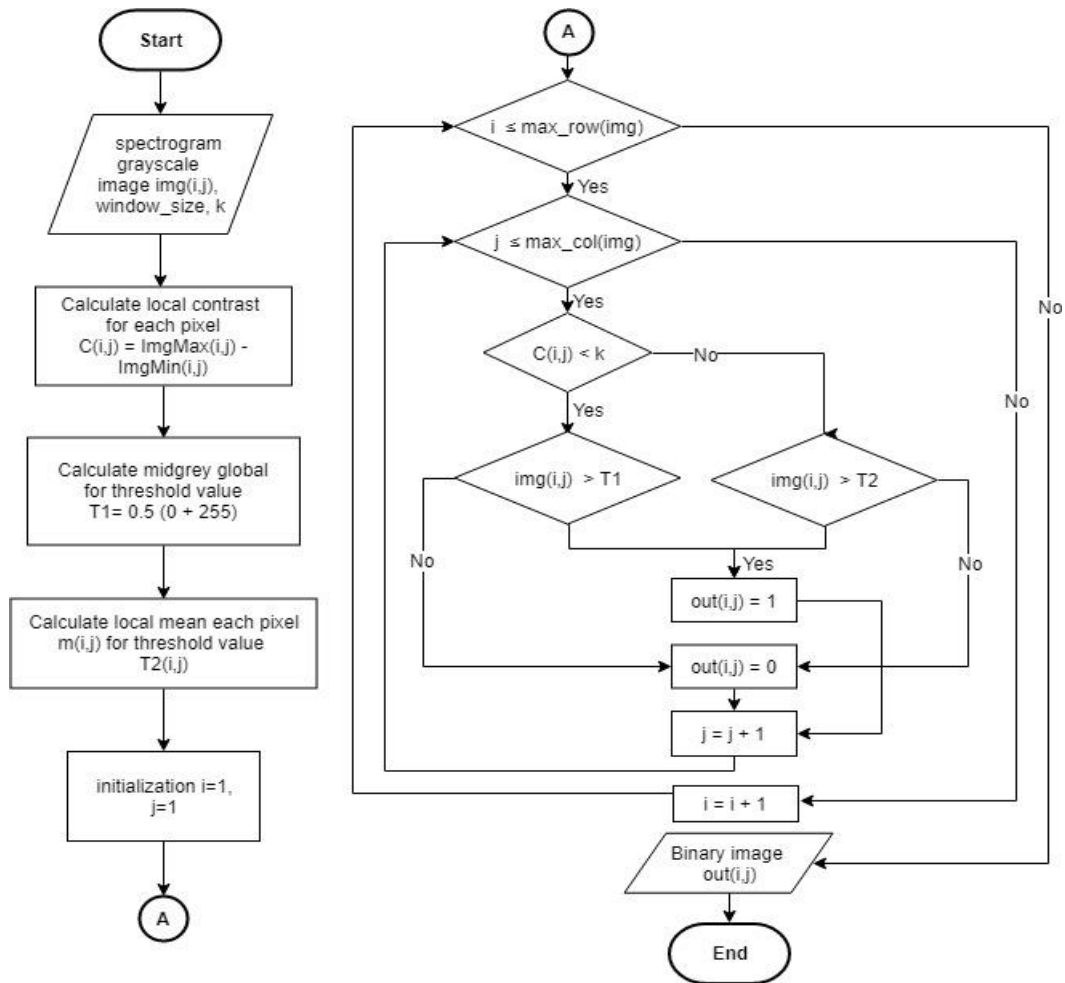 Start
spectrogram
grayscale
image img(i,j),
window_size, k
Calculate local contrast
for each pixel
C(i,j) = ImgMax(i,j) -
ImgMin(i,j)
Calculate midgrey global
for threshold value
T1= 0.5 (0 + 255)
Calculate local mean each pixel
m(i,j) for threshold value
T2(i,j)
initialization i=1,
j=1
A
A
i ≤ max_row(img)
Yes
No
j ≤ max_col(img)
Yes
No
C(i,j) < k
No
Yes
img(i,j) > T1
img(i,j) > T2
No
Yes
No
out(i,j) = 1
out(i,j) = 0
j = j + 1
i = i + 1
Binary image
out(i,j)
End